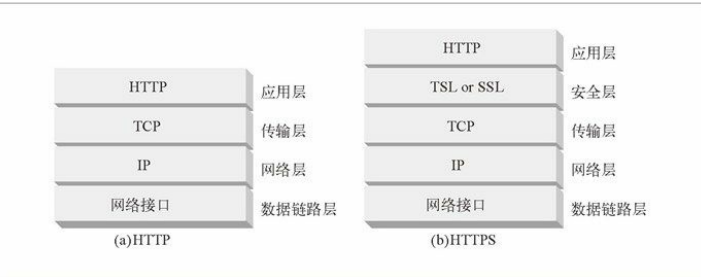 HTTP 应用层
TCP 传输层
IP 网络层
网络接口 数据链路层
(a)HTTP
HTTP 应用层
TSL or SSL 安全层
TCP 传输层
IP 网络层
网络接口 数据链路层
(b)HTTPS